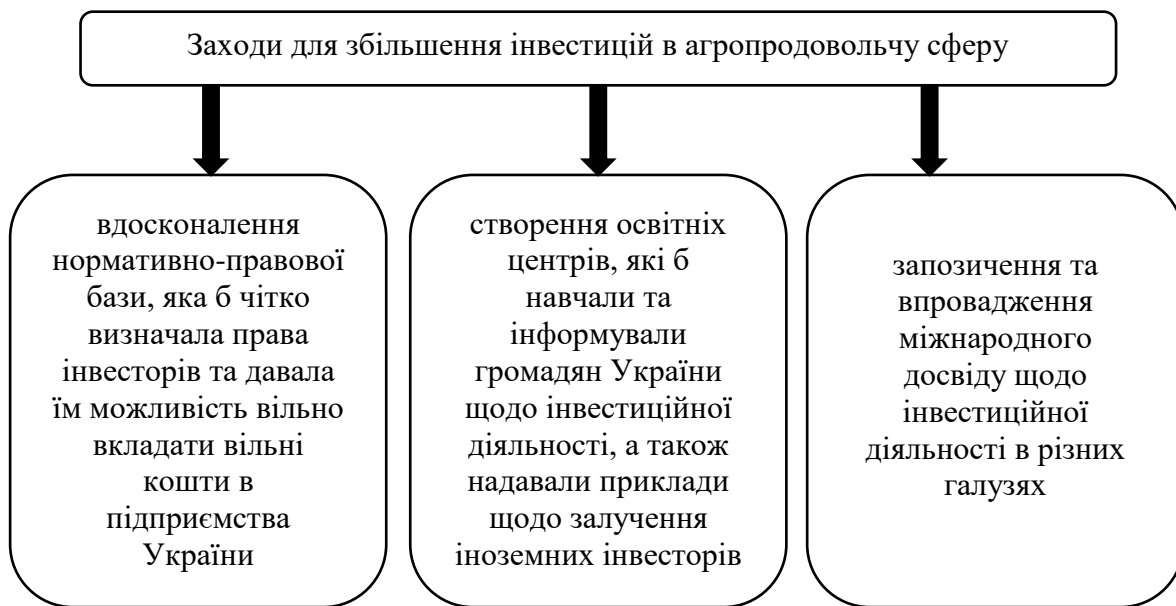 Заходи для збільшення інвестицій в агропродовольчу сферу
вдосконалення
нормативно-правової
бази, яка б чітко
визначала права
інвесторів та давала
їм можливість вільно
вкладати вільні
кошти в
підприємства
України
створення освітніх
центрів, які б
навчали та
інформували
громадян України
щодо інвестиційної
діяльності, а також
надавали приклади
щодо залучення
іноземних інвесторів
запозичення та
впровадження
міжнародного
досвіду щодо
інвестиційної
діяльності в різних
галузях